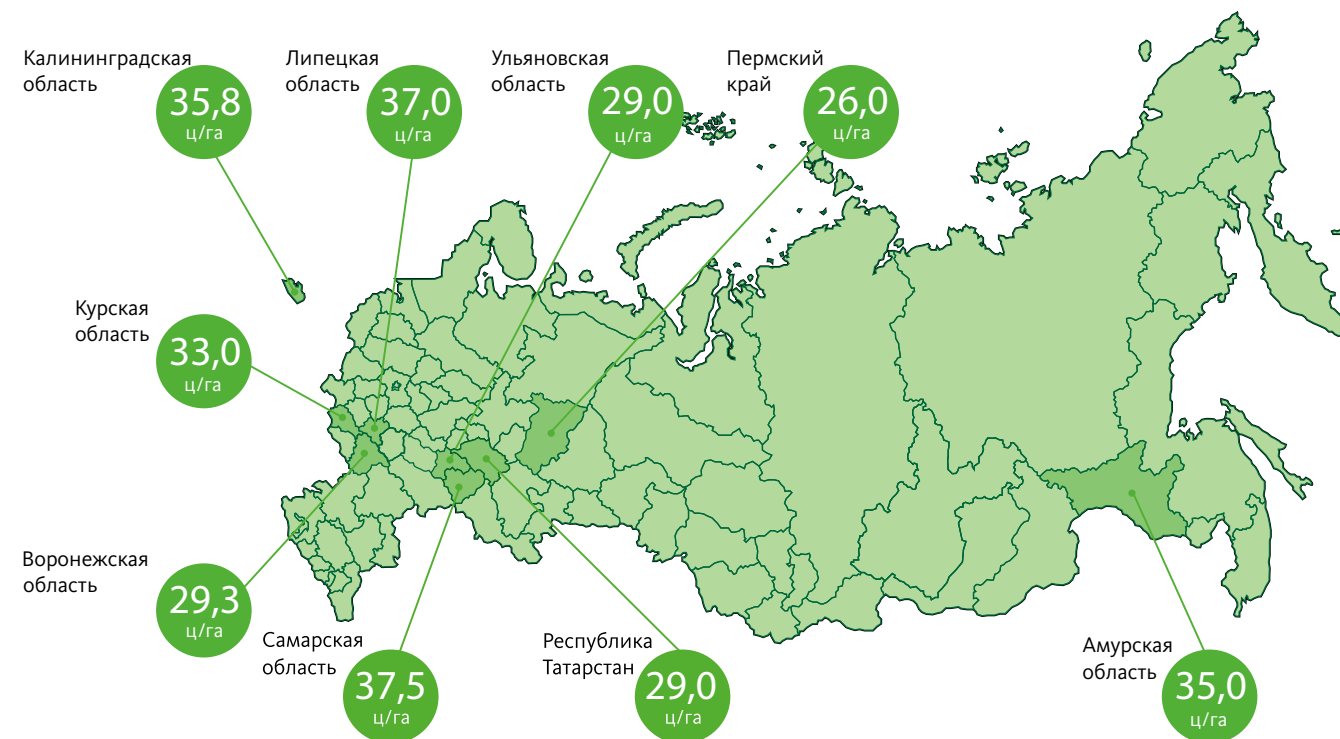 Калининградская
область
35,8
ц/га
Липецкая
область
37,0
ц/га
Ульяновская
область
29,0
ц/га
Пермский
край
26,0
ц/га
Курская
область
33,0
ц/га
Воронежская
область
29,3
ц/га
Самарская
область
37,5
ц/га
Республика
Татарстан
29,0
ц/га
Амурская
область
35,0
ц/га